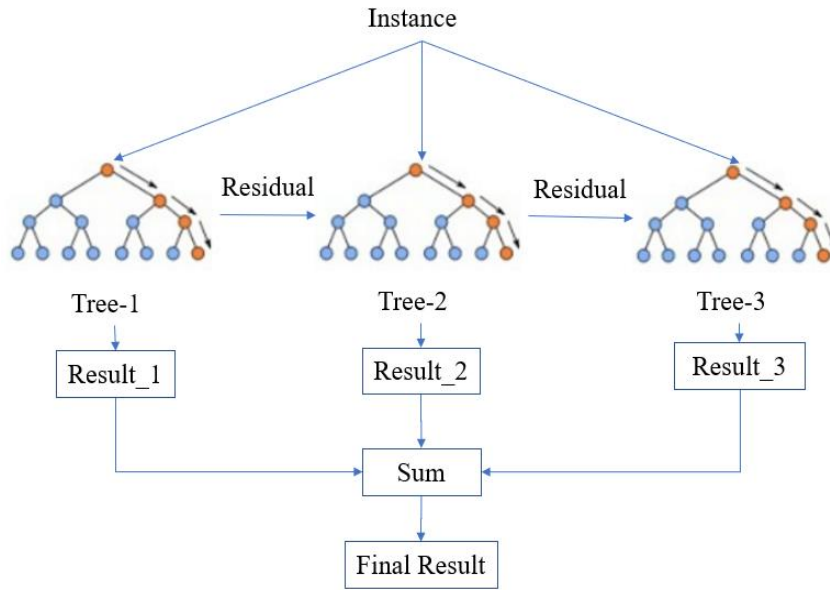 Instance
Residual
Residual
Tree-1
Tree-2
Tree-3
Result_1
Result_2
Result_3
Sum
Final Result